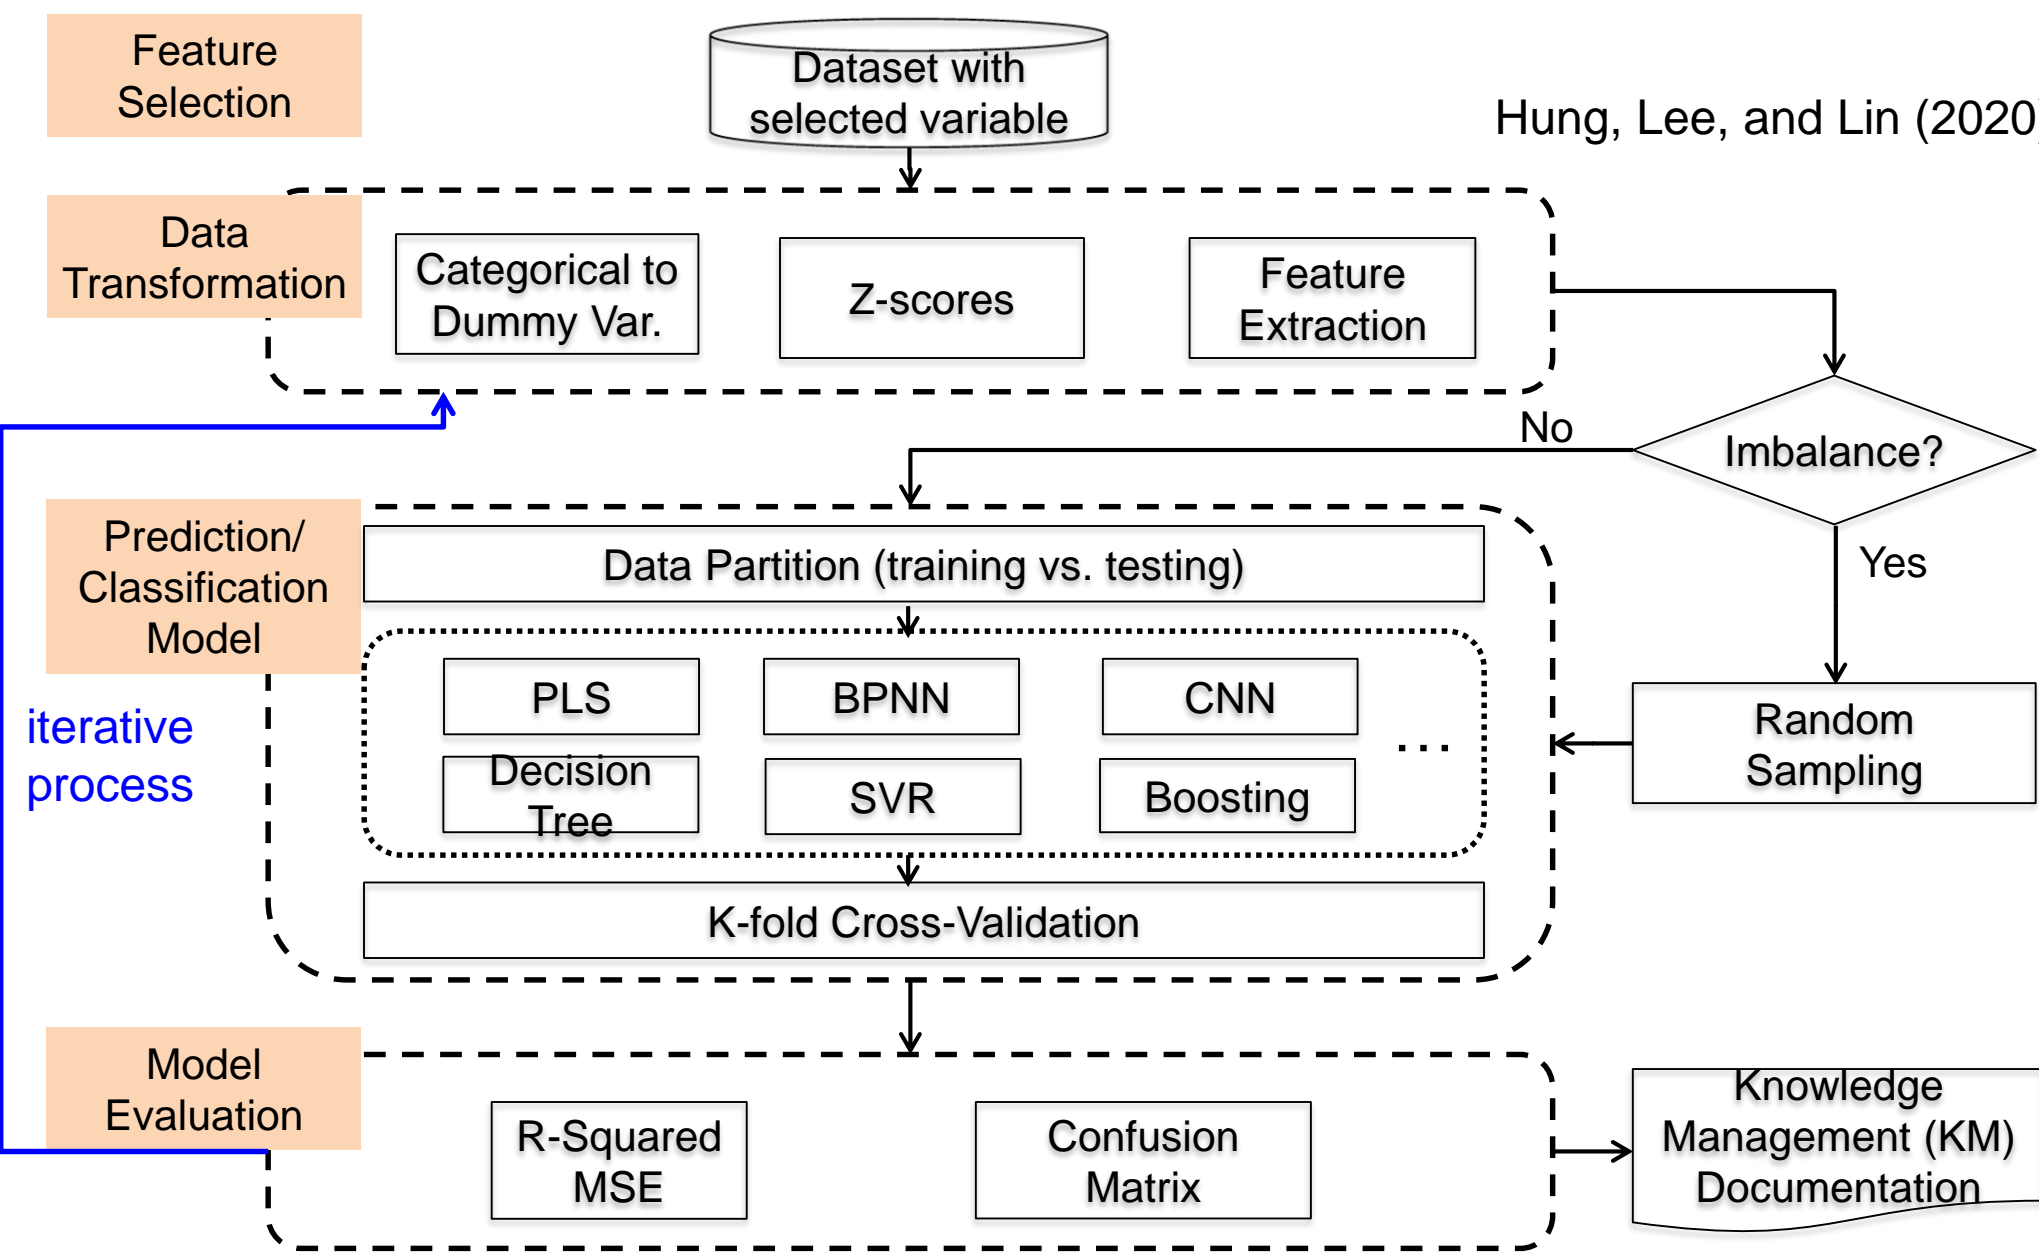 Feature
Selection
Dataset with
selected variable
Hung, Lee, and Lin (2020)
Data
Transformation
Categorical to
Dummy Var.
Z-scores
Feature
Extraction
Imbalance?
No
Yes
Prediction/
Classification
Model
Data Partition (training vs. testing)
PLS
BPNN
CNN
Decision
Tree
SVR
Boosting
...
Random
Sampling
iterative
process
K-fold Cross-Validation
Model
Evaluation
R-Squared
MSE
Confusion
Matrix
Knowledge
Management (KM)
Documentation